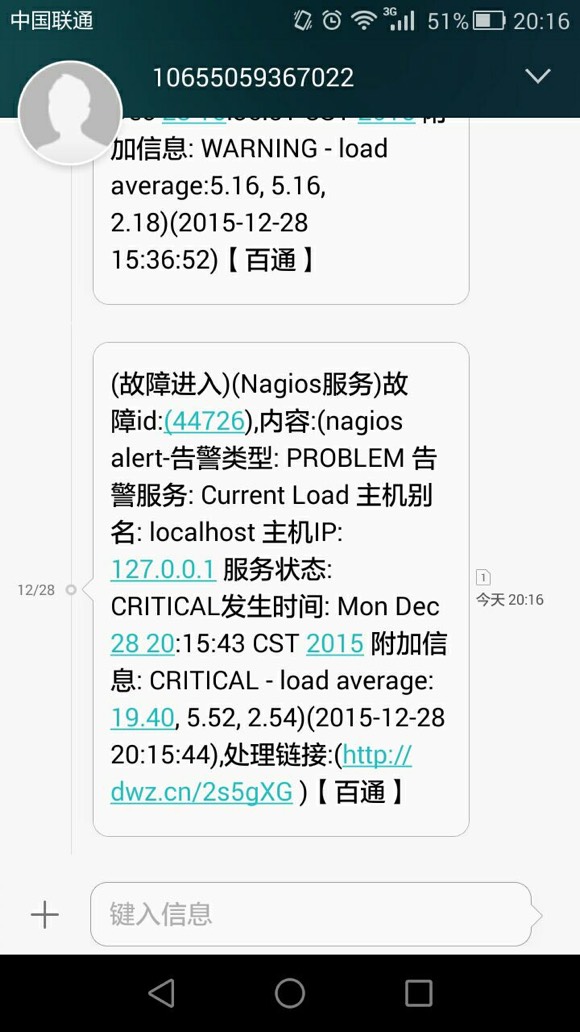 中国联通
3G
51%
20:16
10655059367022
加信息: WARNING - load
average:5.16, 5.16,
2.18)(2015-12-28
15:36:52)【 百通 】
(故障进入)(Nagios服务)故
障id:(44726),内容:(nagios
alert-告警类型: PROBLEM 告
警服务: Current Load 主机别
名: localhost 主机IP:
127.0.0.1 服务状态:
CRITICAL发生时间: Mon Dec
28 20:15:43 CST 2015 附加信
息: CRITICAL - load average:
19.40, 5.52, 2.54)(2015-12-28
20:15:44),处理链接:(http://
dwz.cn/2s5gXG )【 百通 】
12/28
1
今天 20:16
键入信息